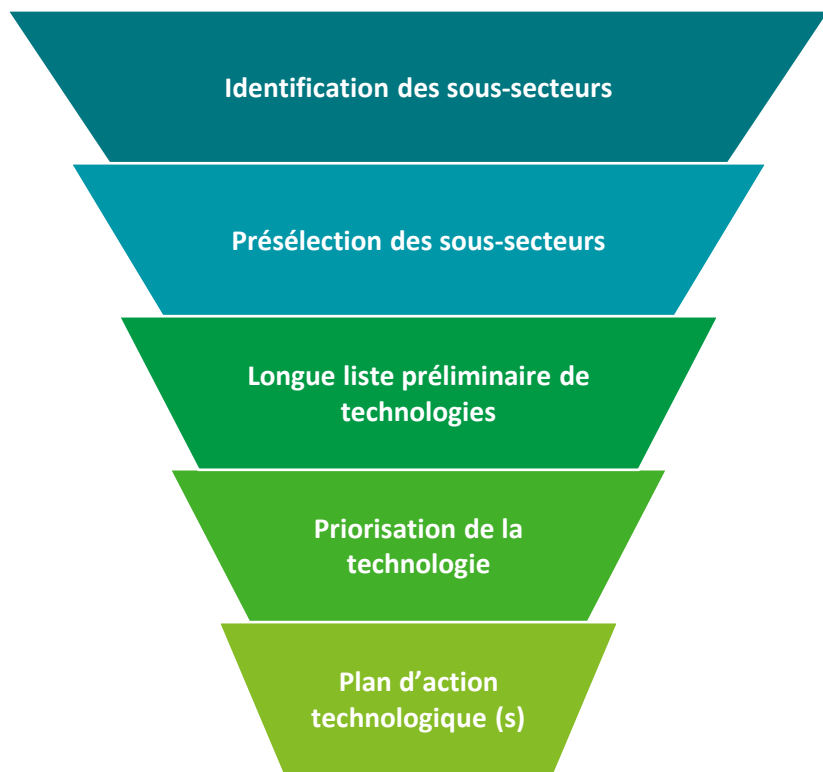 Identification des sous-secteurs
Présélection des sous-secteurs
Longue liste préliminaire de
technologies
Priorisation de la
technologie
Plan d’action
technologique (s)